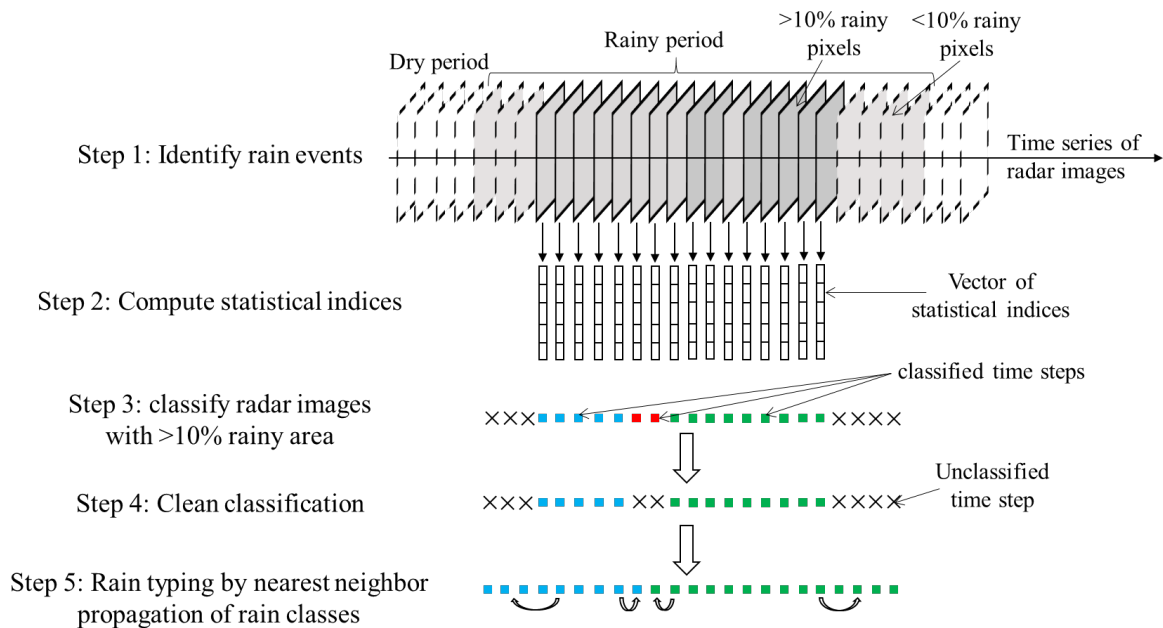 >10% rainy
pixels
<10% rainy
pixels
Rainy period
Dry period
Step 1: Identify rain events
Time series of
radar images
Step 2: Compute statistical indices
Vector of
statistical indices
classified time steps
Step 3: classify radar images
with >10% rainy area
Unclassified
time step
Step 4: Clean classification
Step 5: Rain typing by nearest neighbor
propagation of rain classes